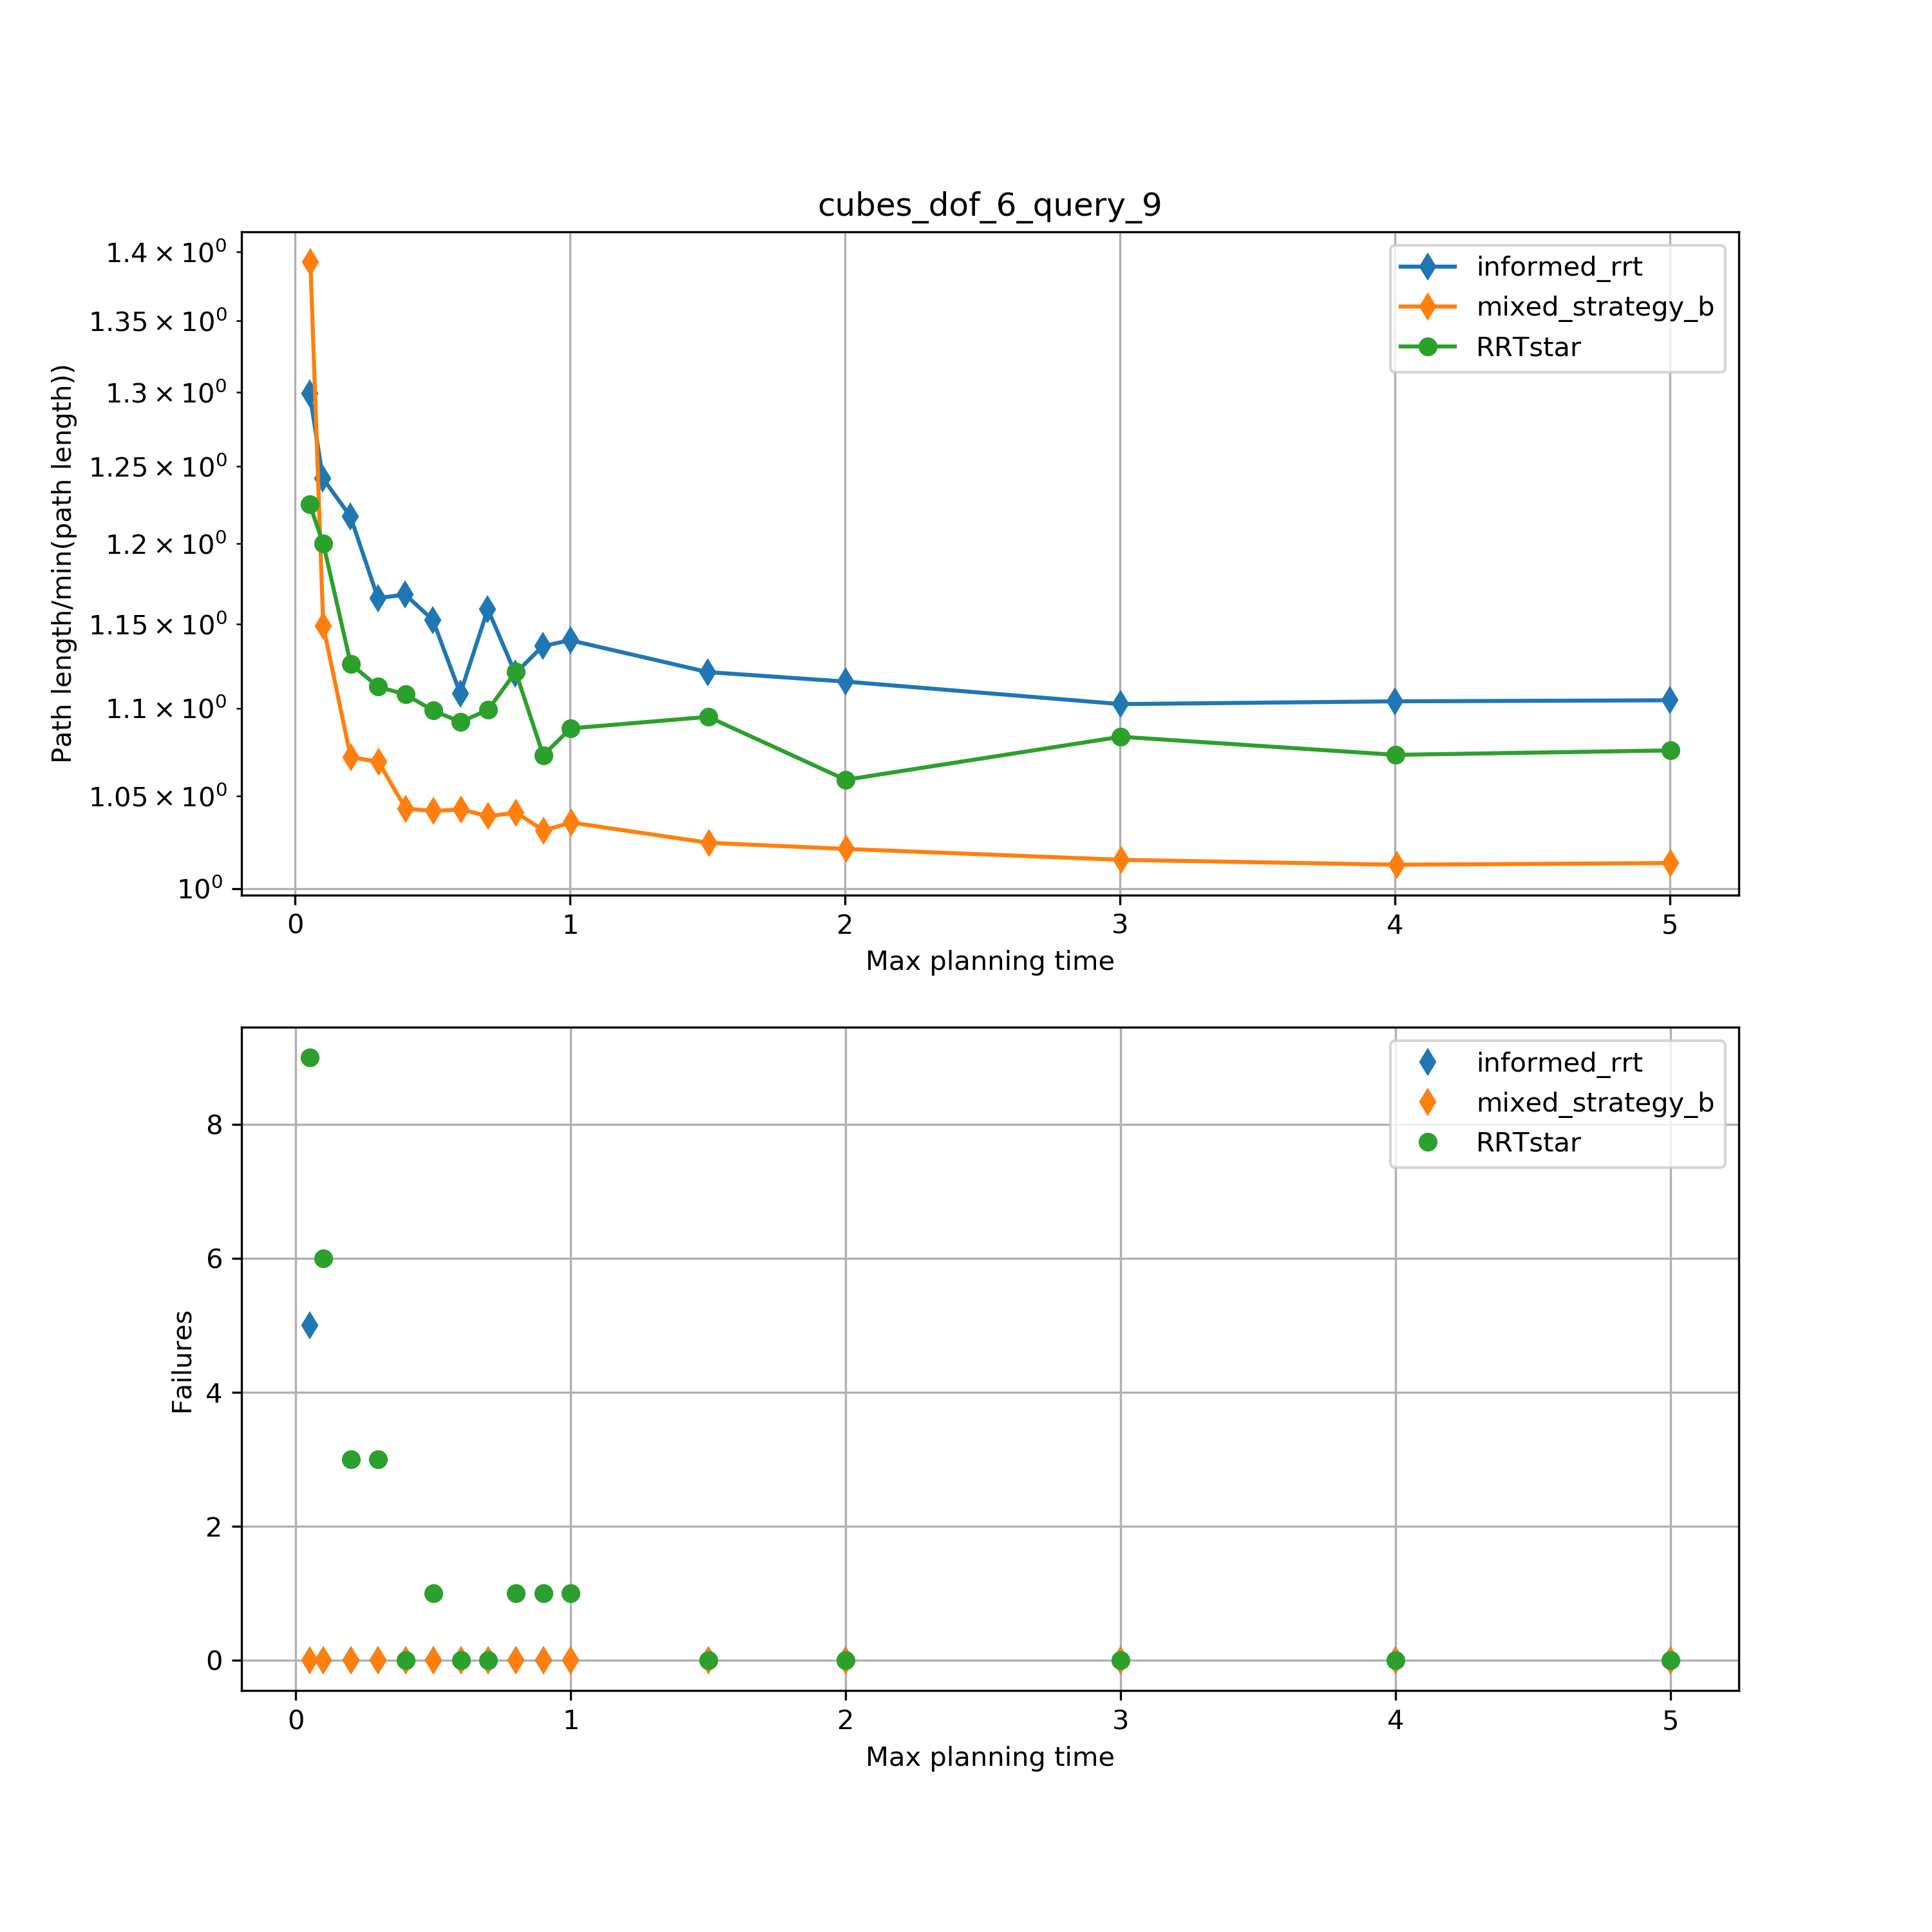 cubes_dof_6_query_9
1.4 × 10⁰
1.35 × 10⁰
1.3 × 10⁰
1.25 × 10⁰
1.2 × 10⁰
1.15 × 10⁰
1.1 × 10⁰
1.05 × 10⁰
10⁰
Path length/min(path length))
informed_rrt
mixed_strategy_b
RRTstar
0 1 2 3 4 5
Max planning time
8
6
4
2
0
Failures
informed_rrt
mixed_strategy_b
RRTstar
0 1 2 3 4 5
Max planning time